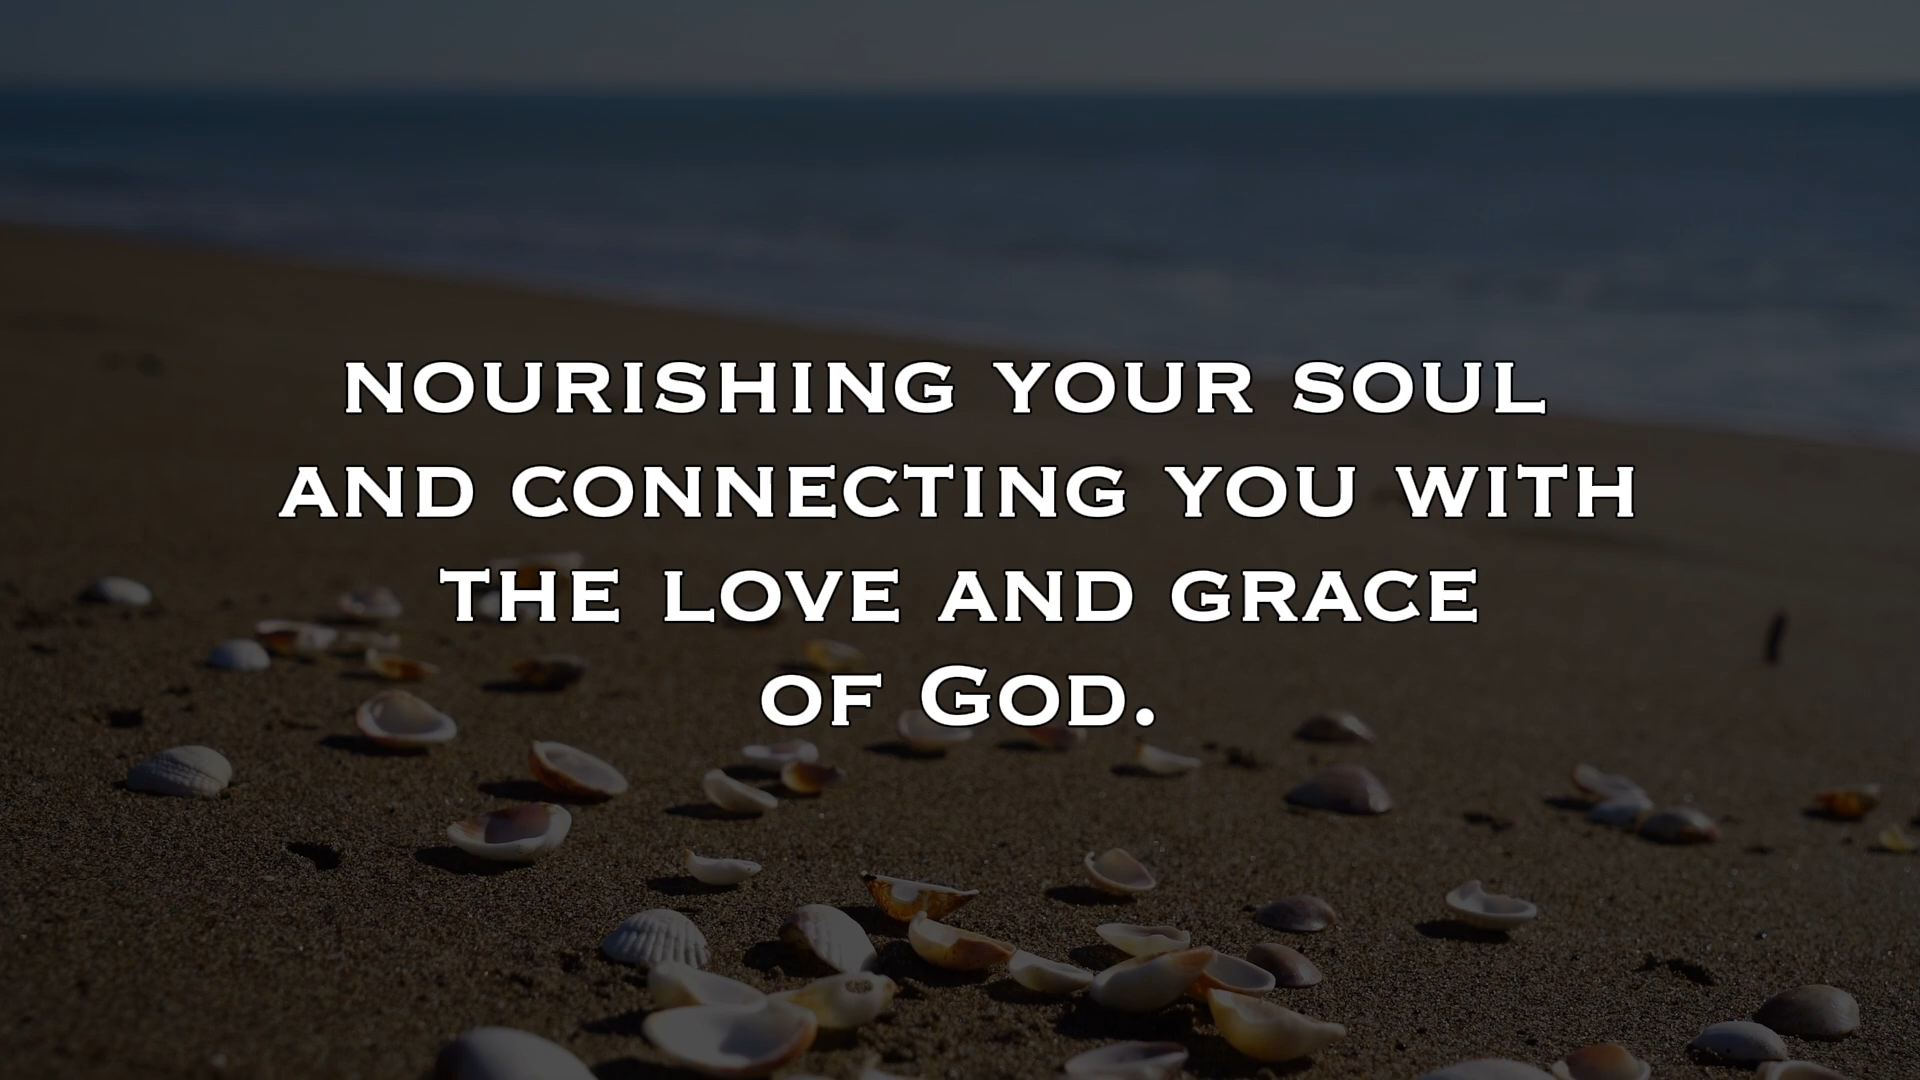 nourishing your soul
and connecting you with
the love and grace
of God.